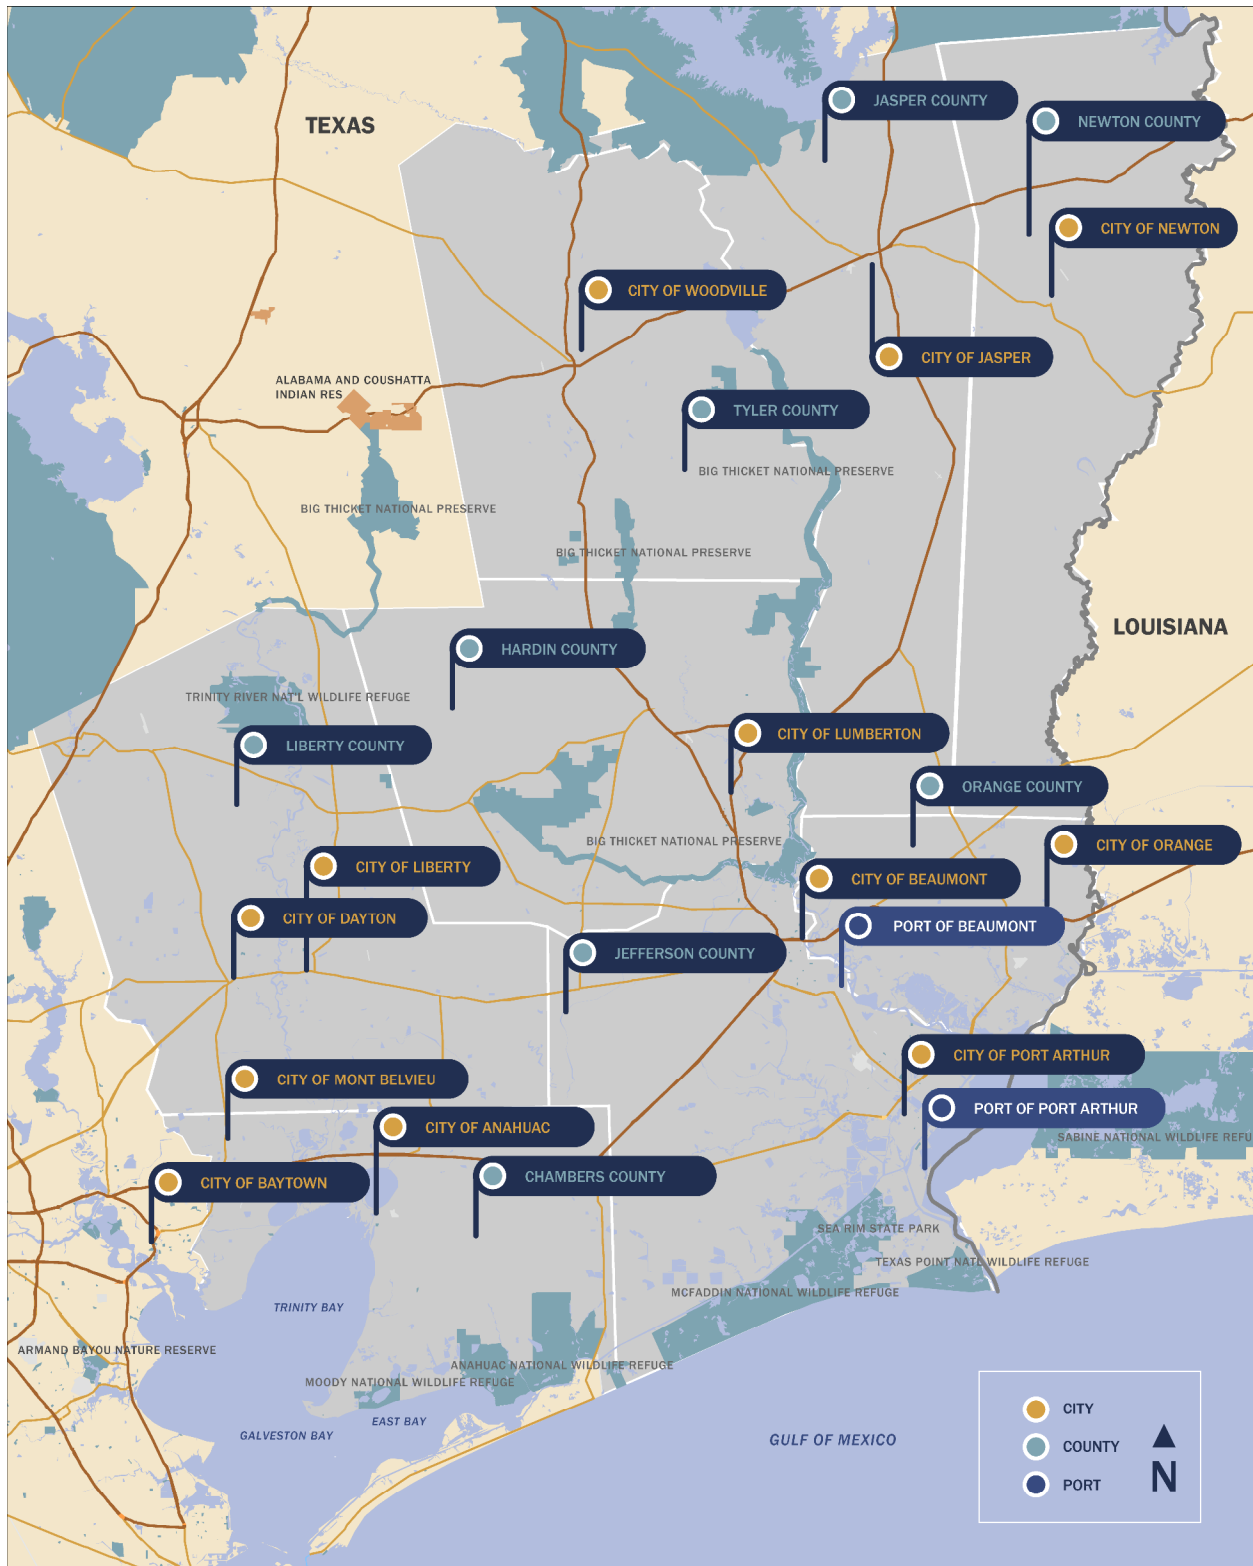 JASPER COUNTY
TEXAS
NEWTON COUNTY
CITY OF NEWTON
CITY OF WOODVILLE
CITY OF JASPER
ALABAMA AND COUSHATTA
INDIAN RES
TYLER COUNTY
BIG THICKET NATIONAL PRESERVE
BIG THICKET NATIONAL PRESERVE
BIG THICKET NATIONAL PRESERVE
LOUISIANA
HARDIN COUNTY
TRINITY RIVER NAT'L WILDLIFE REFUGE
CITY OF LUMBERTON
LIBERTY COUNTY
ORANGE COUNTY
BIG THICKET NATIONAL PRESERVE
CITY OF ORANGE
CITY OF LIBERTY
CITY OF BEAUMONT
CITY OF DAYTON
PORT OF BEAUMONT
JEFFERSON COUNTY
CITY OF PORT ARTHUR
CITY OF MONT BELVIEU
PORT OF PORT ARTHUR
CITY OF ANAHUAC
SABINE NATIONAL WILDLIFE REFU
CHAMBERS COUNTY
CITY OF BAYTOWN
SEA RIM STATE PARK
TEXAS POINT NATL WILDLIFE REFUGE
MCFADDIN NATIONAL WILDLIFE REFUGE
TRINITY BAY
ARMAND BAYOU NATURE RESERVE
ANAHUAC NATIONAL WILDLIFE REFUGE
MOODY NATIONAL WILDLIFE REFUGE
EAST BAY
GALVESTON BAY
GULF OF MEXICO
CITY
COUNTY
PORT
N